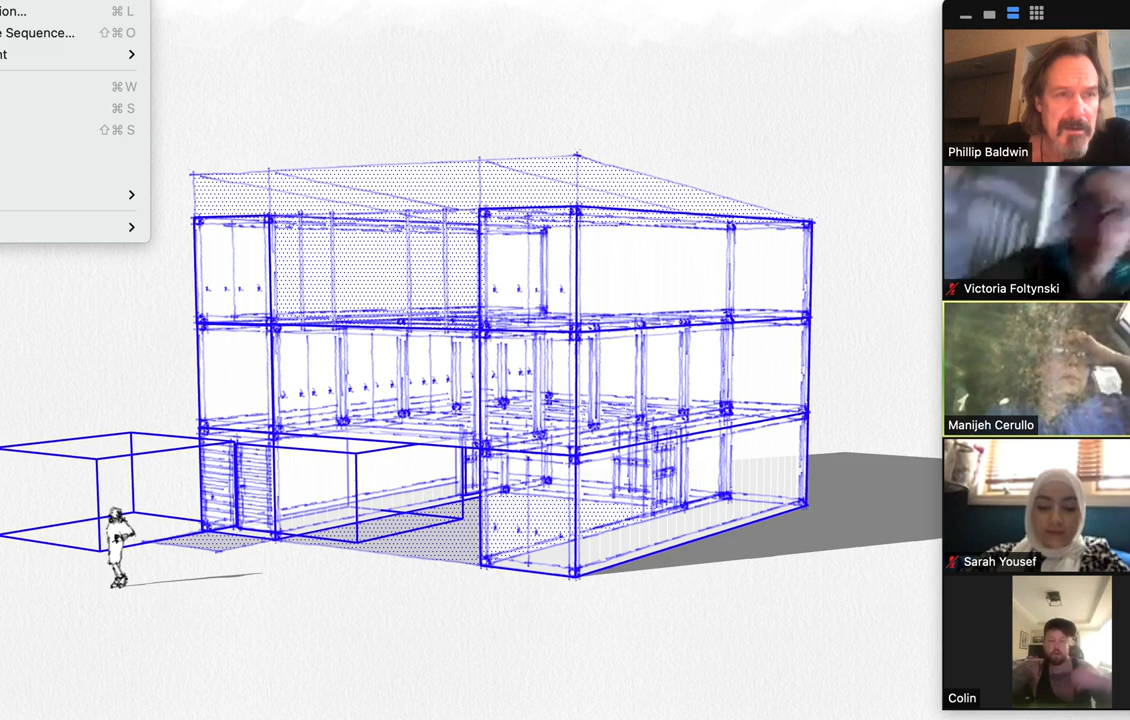 ion...
⌘ L
e Sequence...
⇧⌘ O
nt
⌘ W
⌘ S
⇧⌘ S
Phillip Baldwin
Victoria Foltynski
Manijeh Cerullo
Sarah Yousef
Colin